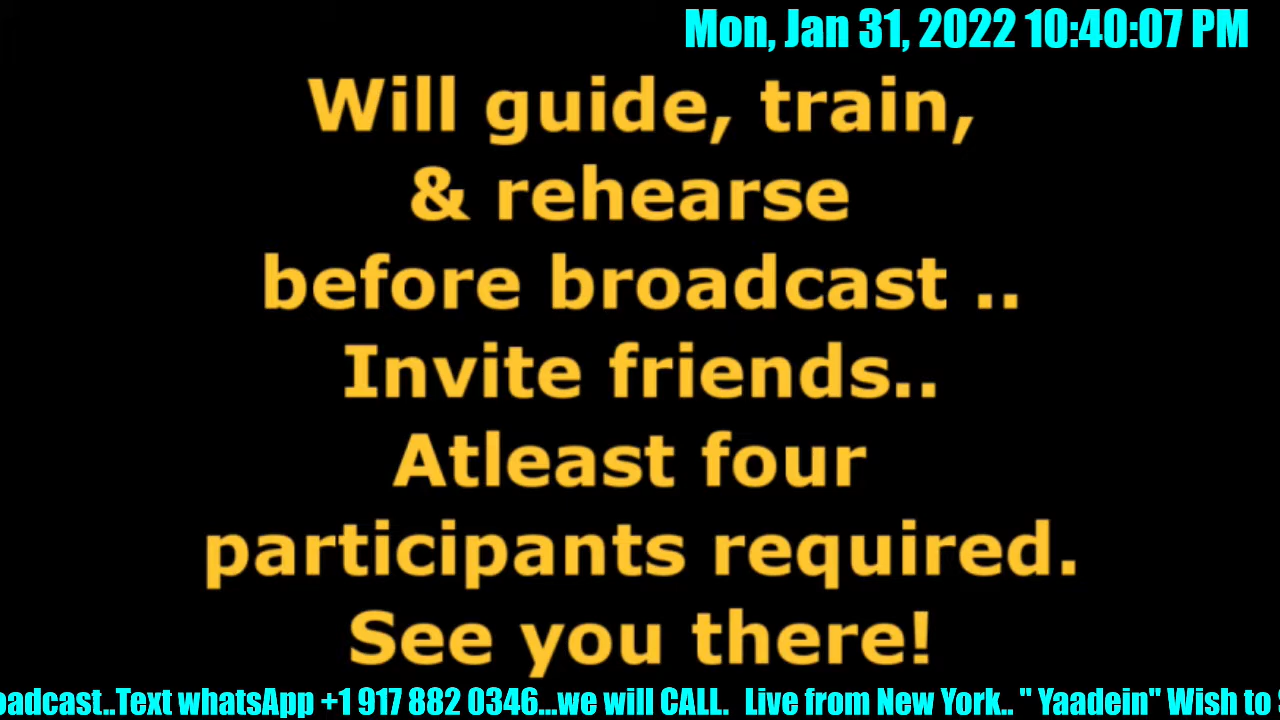 Mon, Jan 31, 2022 10:40:07 PM
Will guide, train,
& rehearse
before broadcast ..
Invite friends..
Atleast four
participants required.
See you there!
oadcast..Text whatsApp +1 917 882 0346...we will CALL. Live from New York.. " Yaadein" Wish to